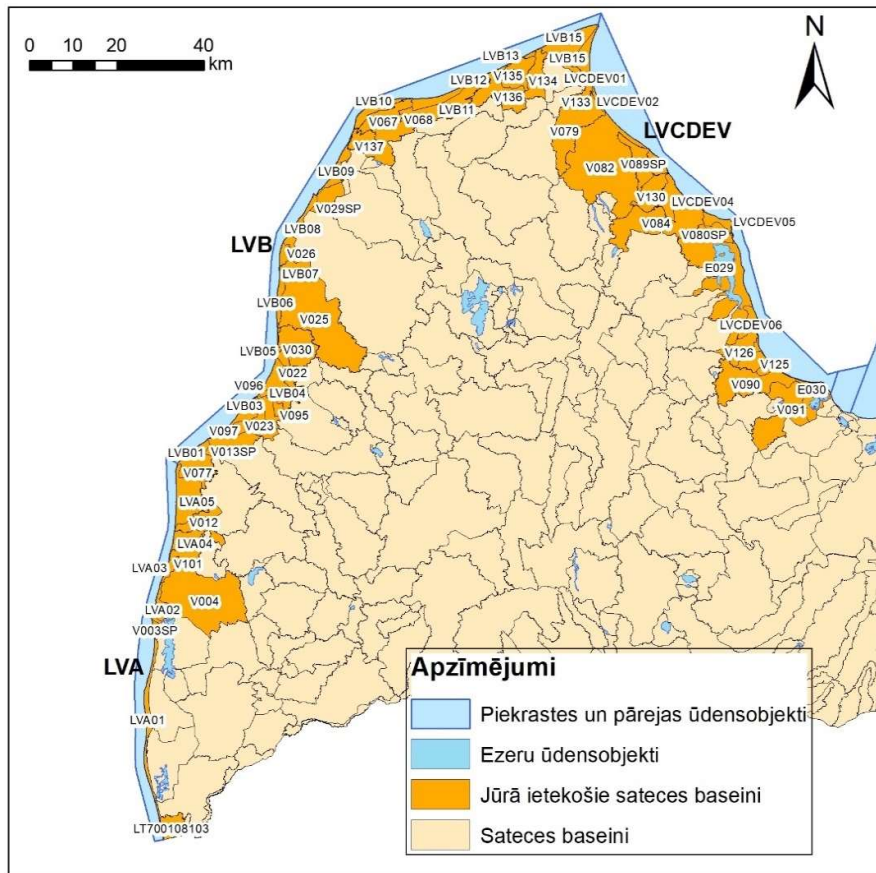 0 10 20 40
km
N
LVB15
LVB13
LVB15
LVB12
V135
V134
LVCDEV01
LVB10
V136
V133
LVCDEV02
V067
V068
LVB11
V079
LVCDEV
V137
V082
V089SP
LVB09
V130
LVCDEV04
V029SP
V084
LVCDEV05
LVB08
V080SP
LVB
V026
E029
LVB07
LVB06
V025
LVCDEV06
LVB05
V030
V126
V125
V022
V096
LVB04
V090
E030
LVB03
V095
V091
V097
V023
LVB01
V013SP
V077
LVA05
V012
LVA04
LVA03
V101
V004
LVA02
V003SP
LVA
LVA01
LT700108103
Apzīmējumi
Piekrastes un pārejas ūdensobjekti
Ezeru ūdensobjekti
Jūrā ietekošie sateces baseini
Sateces baseini